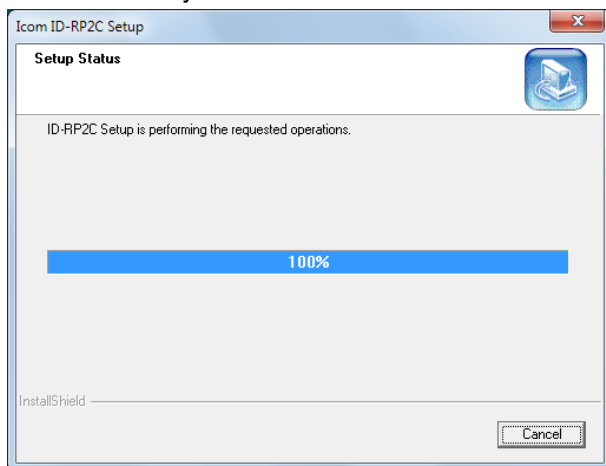 Icom ID-RP2C Setup
Setup Status
ID-RP2C Setup is performing the requested operations.
100%
InstallShield
Cancel